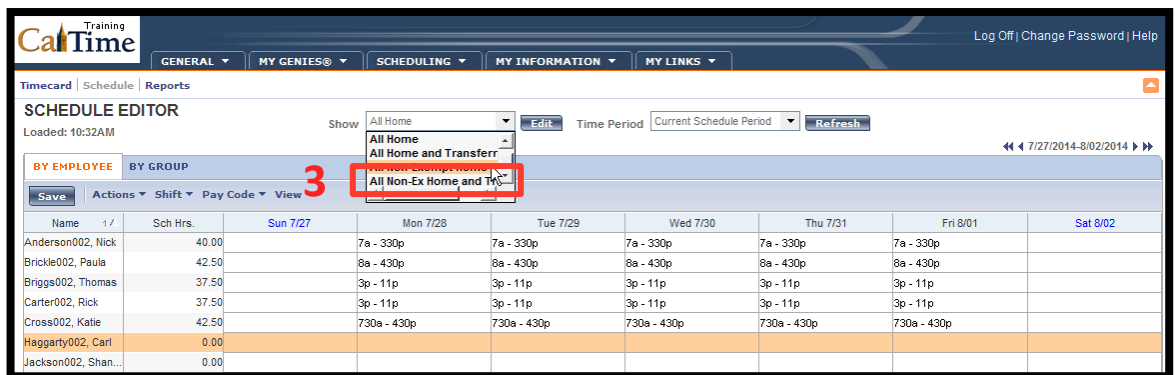 Training
CalTime
Log Off | Change Password | Help
GENERAL MY GENIES® SCHEDULING MY INFORMATION MY LINKS
Timecard | Schedule | Reports
SCHEDULE EDITOR
Loaded: 10:32AM
Show All Home Edit Time Period Current Schedule Period Refresh
All Home
All Home and Transferr
All Non-Exempt Home
All Non-Ex Home and Tr
7/27/2014-8/02/2014
BY EMPLOYEE BY GROUP
3
Save Actions Shift Pay Code View
Name 1 / Sch Hrs. Sun 7/27 Mon 7/28 Tue 7/29 Wed 7/30 Thu 7/31 Fri 8/01 Sat 8/02
Anderson002, Nick 40.00 7a - 330p 7a - 330p 7a - 330p 7a - 330p 7a - 330p
Brickle002, Paula 42.50 8a - 430p 8a - 430p 8a - 430p 8a - 430p 8a - 430p
Briggs002, Thomas 37.50 3p - 11p 3p - 11p 3p - 11p 3p - 11p 3p - 11p
Carter002, Rick 37.50 3p - 11p 3p - 11p 3p - 11p 3p - 11p 3p - 11p
Cross002, Katie 42.50 730a - 430p 730a - 430p 730a - 430p 730a - 430p 730a - 430p
Haggarty002, Carl 0.00
Jackson002, Shan... 0.00